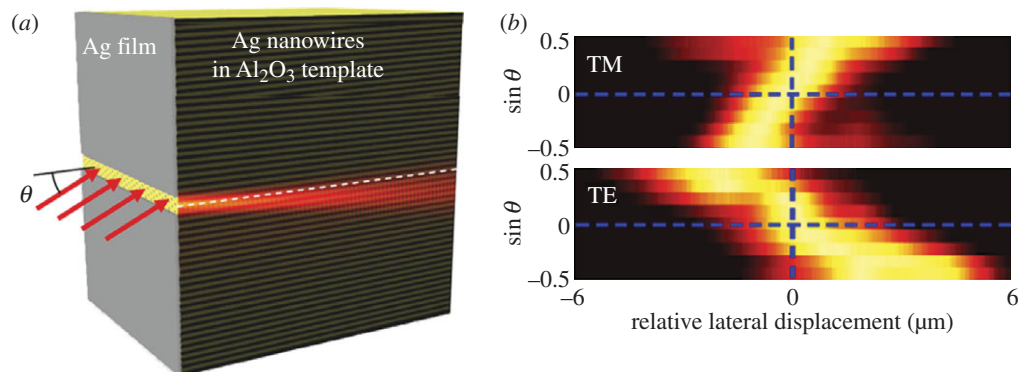 (a)
Ag film
Ag nanowires
in Al₂O₃ template
θ
(b)
0.5
TM
sin θ
0
–0.5
0.5
TE
sin θ
0
–0.5
–6
0
6
relative lateral displacement (µm)